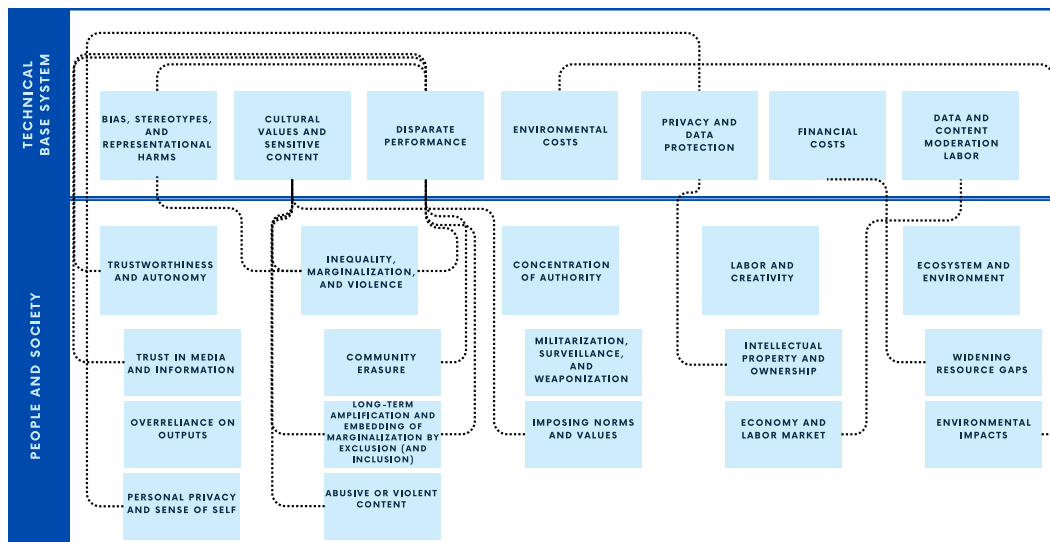 TECHNICAL
BASE SYSTEM
BIAS, STEREOTYPES,
AND
REPRESENTATIONAL
HARMS
CULTURAL
VALUES AND
SENSITIVE
CONTENT
DISPARATE
PERFORMANCE
ENVIRONMENTAL
COSTS
PRIVACY AND
DATA
PROTECTION
FINANCIAL
COSTS
DATA AND
CONTENT
MODERATION
LABOR
PEOPLE AND SOCIETY
TRUSTWORTHINESS
AND AUTONOMY
INEQUALITY,
MARGINALIZATION,
AND VIOLENCE
CONCENTRATION
OF AUTHORITY
LABOR AND
CREATIVITY
ECOSYSTEM AND
ENVIRONMENT
TRUST IN MEDIA
AND INFORMATION
COMMUNITY
ERASURE
MILITARIZATION,
SURVEILLANCE,
AND
WEAPONIZATION
INTELLECTUAL
PROPERTY AND
OWNERSHIP
WIDENING
RESOURCE GAPS
OVERRELIANCE ON
OUTPUTS
LONG-TERM
AMPLIFICATION AND
EMBEDDING OF
MARGINALIZATION BY
EXCLUSION (AND
INCLUSION)
IMPOSING NORMS
AND VALUES
ECONOMY AND
LABOR MARKET
ENVIRONMENTAL
IMPACTS
PERSONAL PRIVACY
AND SENSE OF SELF
ABUSIVE OR VIOLENT
CONTENT